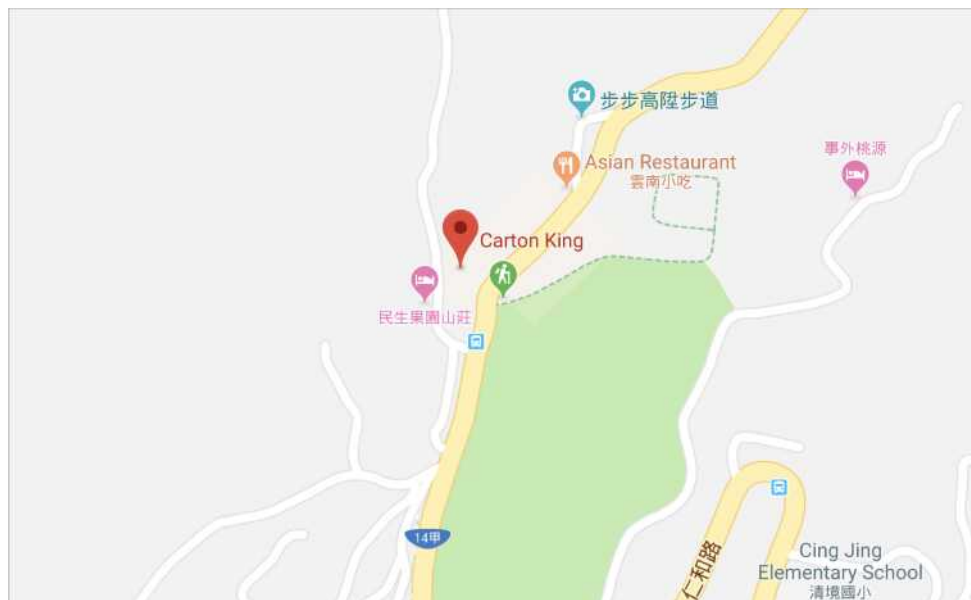 步步高陞步道
Asian Restaurant
雲南小吃
事外桃源
Carton King
民生果園山莊
14甲
仁和路
Cing Jing
Elementary School
清境國小